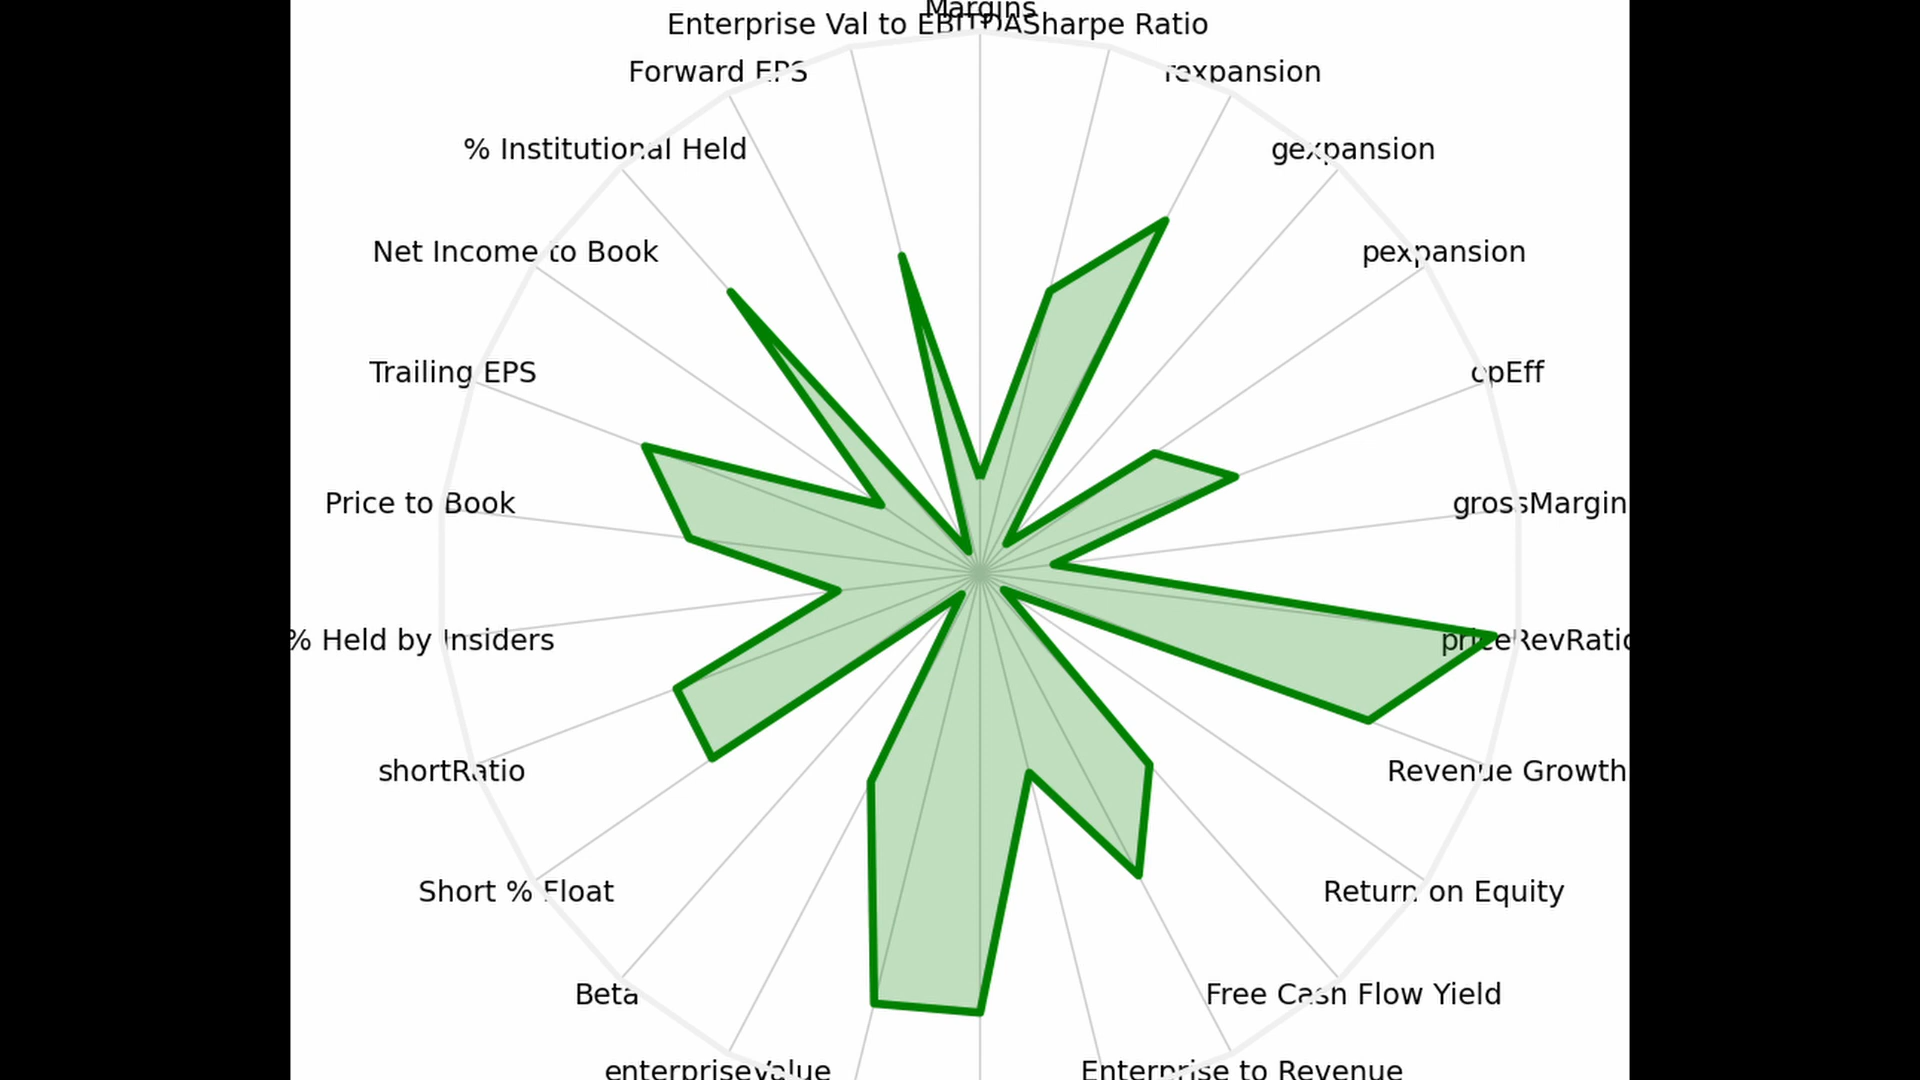 Margins
Enterprise Val to EBITDA
Sharpe Ratio
Forward EPS
rexpansion
% Institutional Held
gexpansion
Net Income to Book
pexpansion
Trailing EPS
opEff
Price to Book
grossMargin
% Held by Insiders
priceRevRatio
shortRatio
Revenue Growth
Short % Float
Return on Equity
Beta
Free Cash Flow Yield
enterpriseValue
Enterprise to Revenue